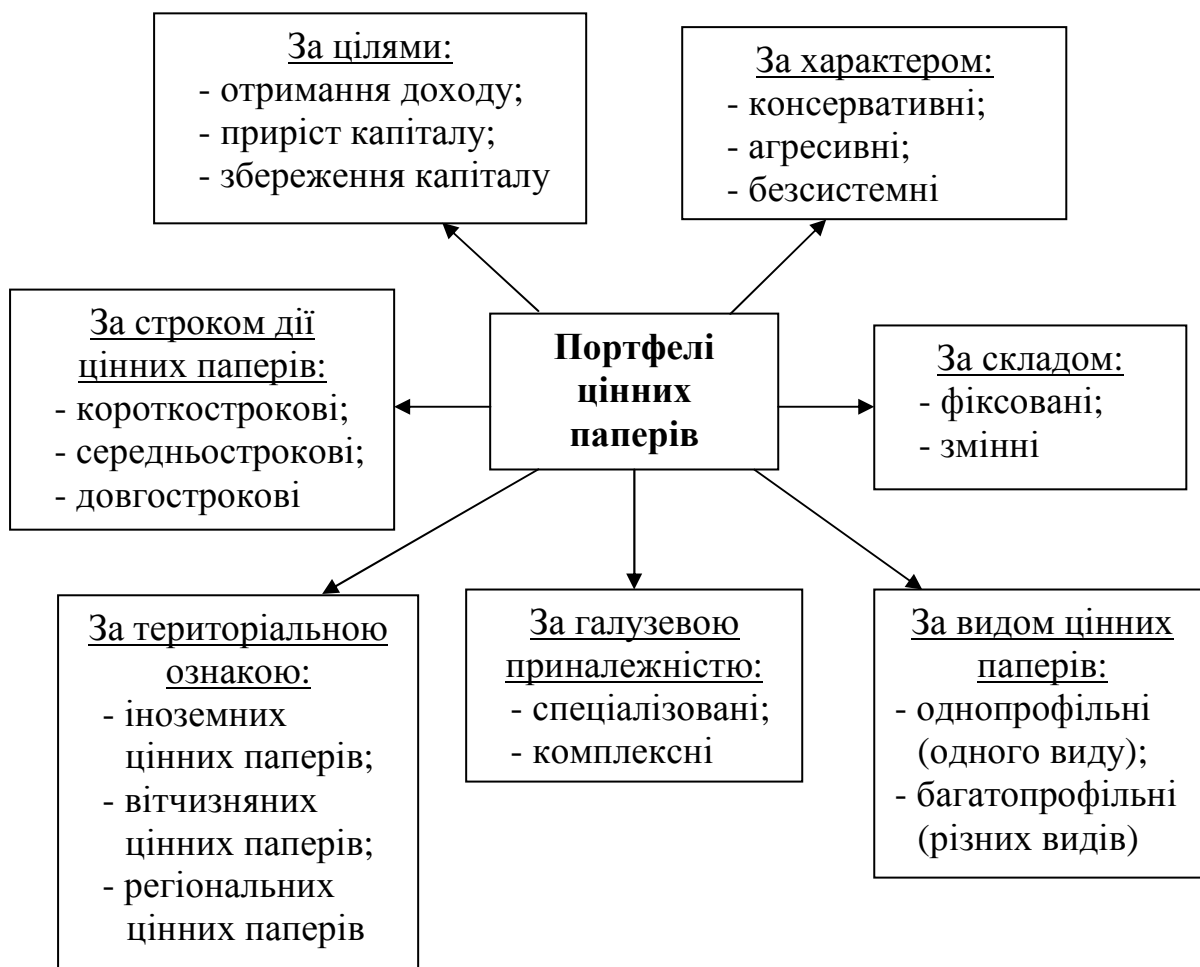 За цілями:
- отримання доходу;
- приріст капіталу;
- збереження капіталу
За характером:
- консервативні;
- агресивні;
- безсистемні
За строком дії
цінних паперів:
- короткострокові;
- середньострокові;
- довгострокові
Портфелі
цінних
паперів
За складом:
- фіксовані;
- змінні
За територіальною
ознакою:
- іноземних
цінних паперів;
- вітчизняних
цінних паперів;
- регіональних
цінних паперів
За галузевою
приналежністю:
- спеціалізовані;
- комплексні
За видом цінних
паперів:
- однопрофільні
(одного виду);
- багатопрофільні
(різних видів)